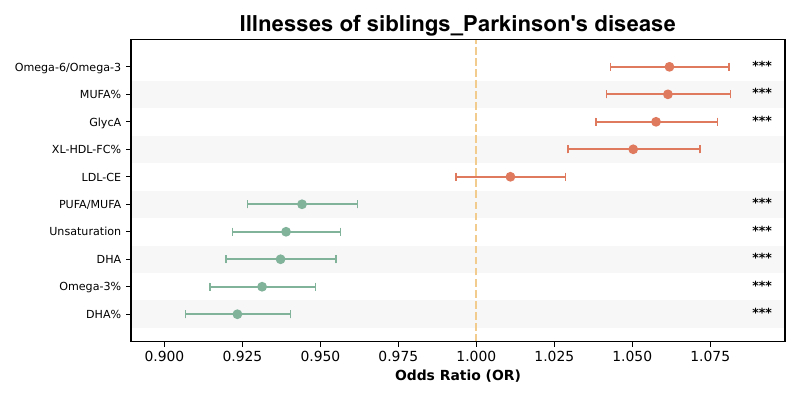 Illnesses of siblings_Parkinson's disease
Omega-6/Omega-3 ***
MUFA% ***
GlycA ***
XL-HDL-FC%
LDL-CE
PUFA/MUFA ***
Unsaturation ***
DHA ***
Omega-3% ***
DHA% ***
0.900 0.925 0.950 0.975 1.000 1.025 1.050 1.075
Odds Ratio (OR)